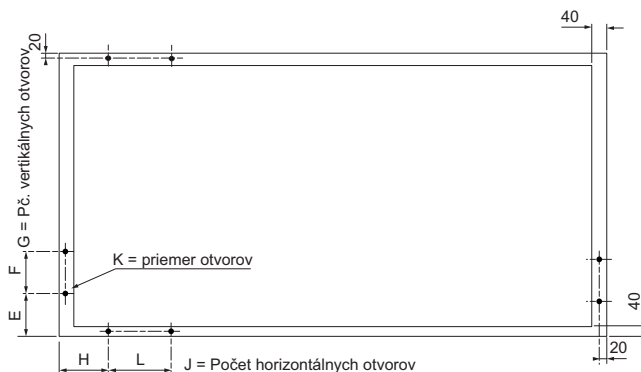 40
20
G = Pč. vertikálnych otvorov
K = priemer otvorov
F
E
40
20
H
L
J = Počet horizontálnych otvorov